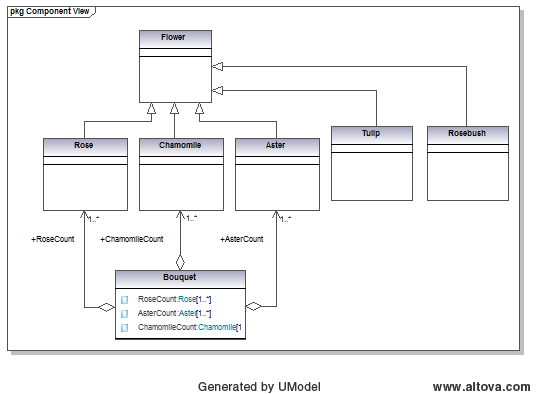 pkg Component View
Flower
Rose
Chamomile
Aster
Tulip
Rosebush
1..*
1..*
1..*
+RoseCount
+ChamomileCount
+AsterCount
Bouquet
RoseCount:Rose[1..*]
AsterCount:Aster[1..*]
ChamomileCount:Chamomile[1
Generated by UModel
www.altova.com